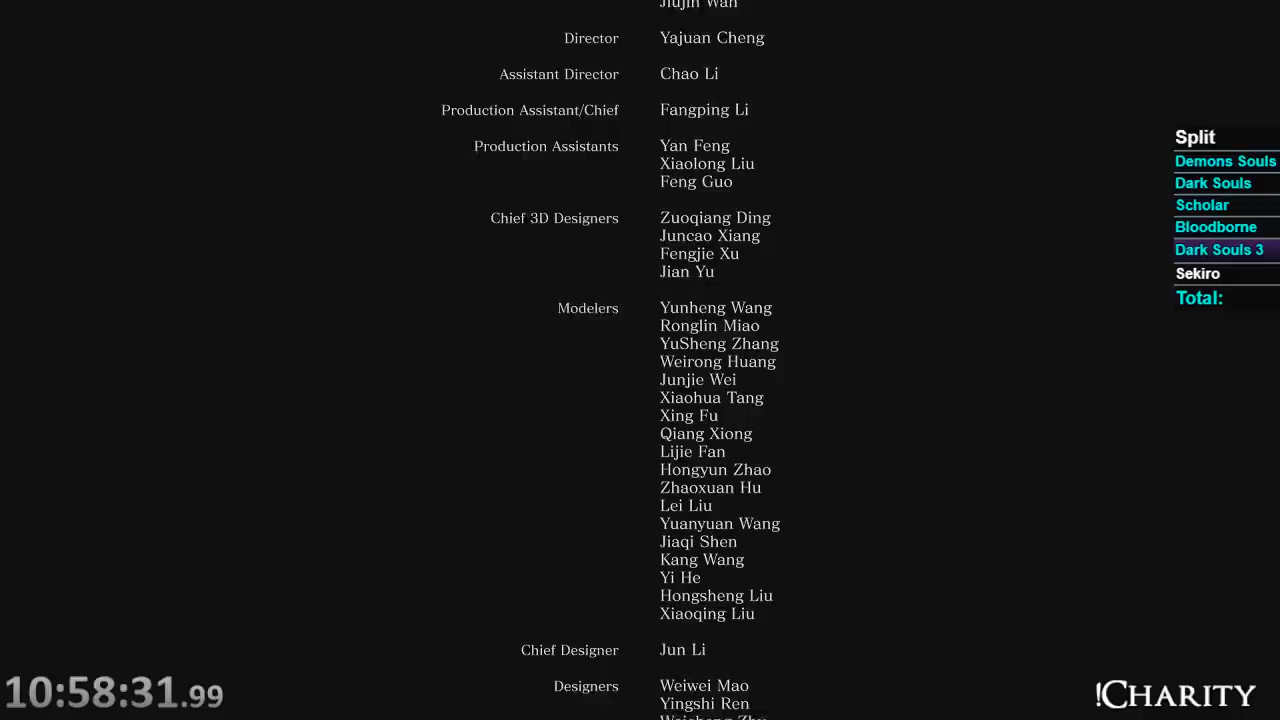 Jiujin Wan
Director Yajuan Cheng
Assistant Director Chao Li
Production Assistant/Chief Fangping Li
Production Assistants Yan Feng
Xiaolong Liu
Feng Guo
Chief 3D Designers Zuoqiang Ding
Juncao Xiang
Fengjie Xu
Jian Yu
Modelers Yunheng Wang
Ronglin Miao
YuSheng Zhang
Weirong Huang
Junjie Wei
Xiaohua Tang
Xing Fu
Qiang Xiong
Lijie Fan
Hongyun Zhao
Zhaoxuan Hu
Lei Liu
Yuanyuan Wang
Jiaqi Shen
Kang Wang
Yi He
Hongsheng Liu
Xiaoqing Liu
Chief Designer Jun Li
Designers Weiwei Mao
Yingshi Ren
Split
Demons Souls
Dark Souls
Scholar
Bloodborne
Dark Souls 3
Sekiro
Total:
10:58:31.99
!CHARITY